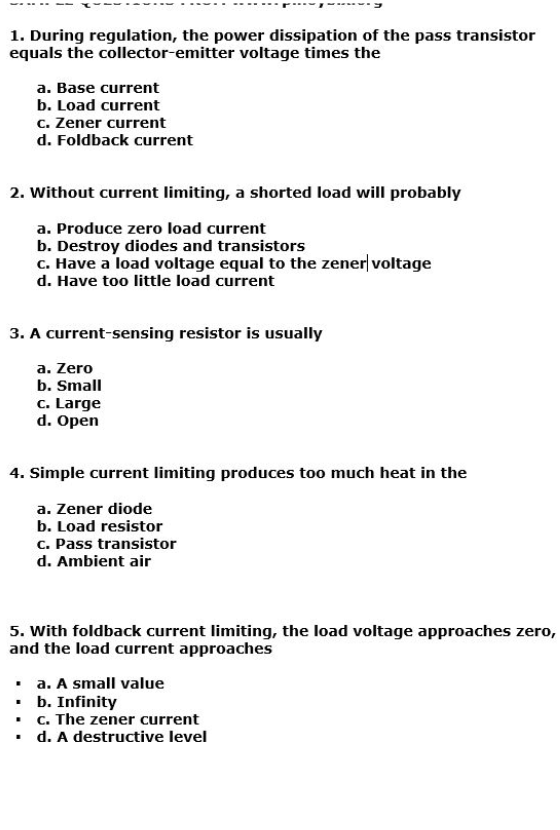 1. During regulation, the power dissipation of the pass transistor
equals the collector-emitter voltage times the
a. Base current
b. Load current
c. Zener current
d. Foldback current
2. Without current limiting, a shorted load will probably
a. Produce zero load current
b. Destroy diodes and transistors
c. Have a load voltage equal to the zener voltage
d. Have too little load current
3. A current-sensing resistor is usually
a. Zero
b. Small
c. Large
d. Open
4. Simple current limiting produces too much heat in the
a. Zener diode
b. Load resistor
c. Pass transistor
d. Ambient air
5. With foldback current limiting, the load voltage approaches zero,
and the load current approaches
▪ a. A small value
▪ b. Infinity
▪ c. The zener current
▪ d. A destructive level